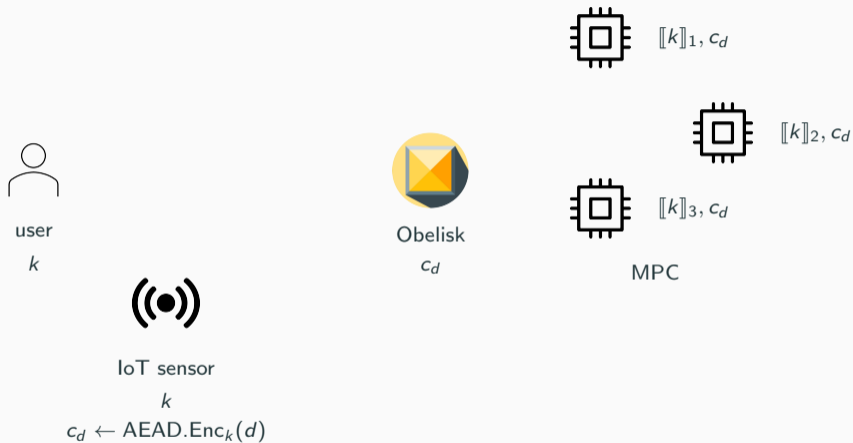 ⟦k⟧₁, c_d
⟦k⟧₂, c_d
user
k
Obelisk
c_d
⟦k⟧₃, c_d
MPC
IoT sensor
k
c_d ← AEAD.Enc_k(d)